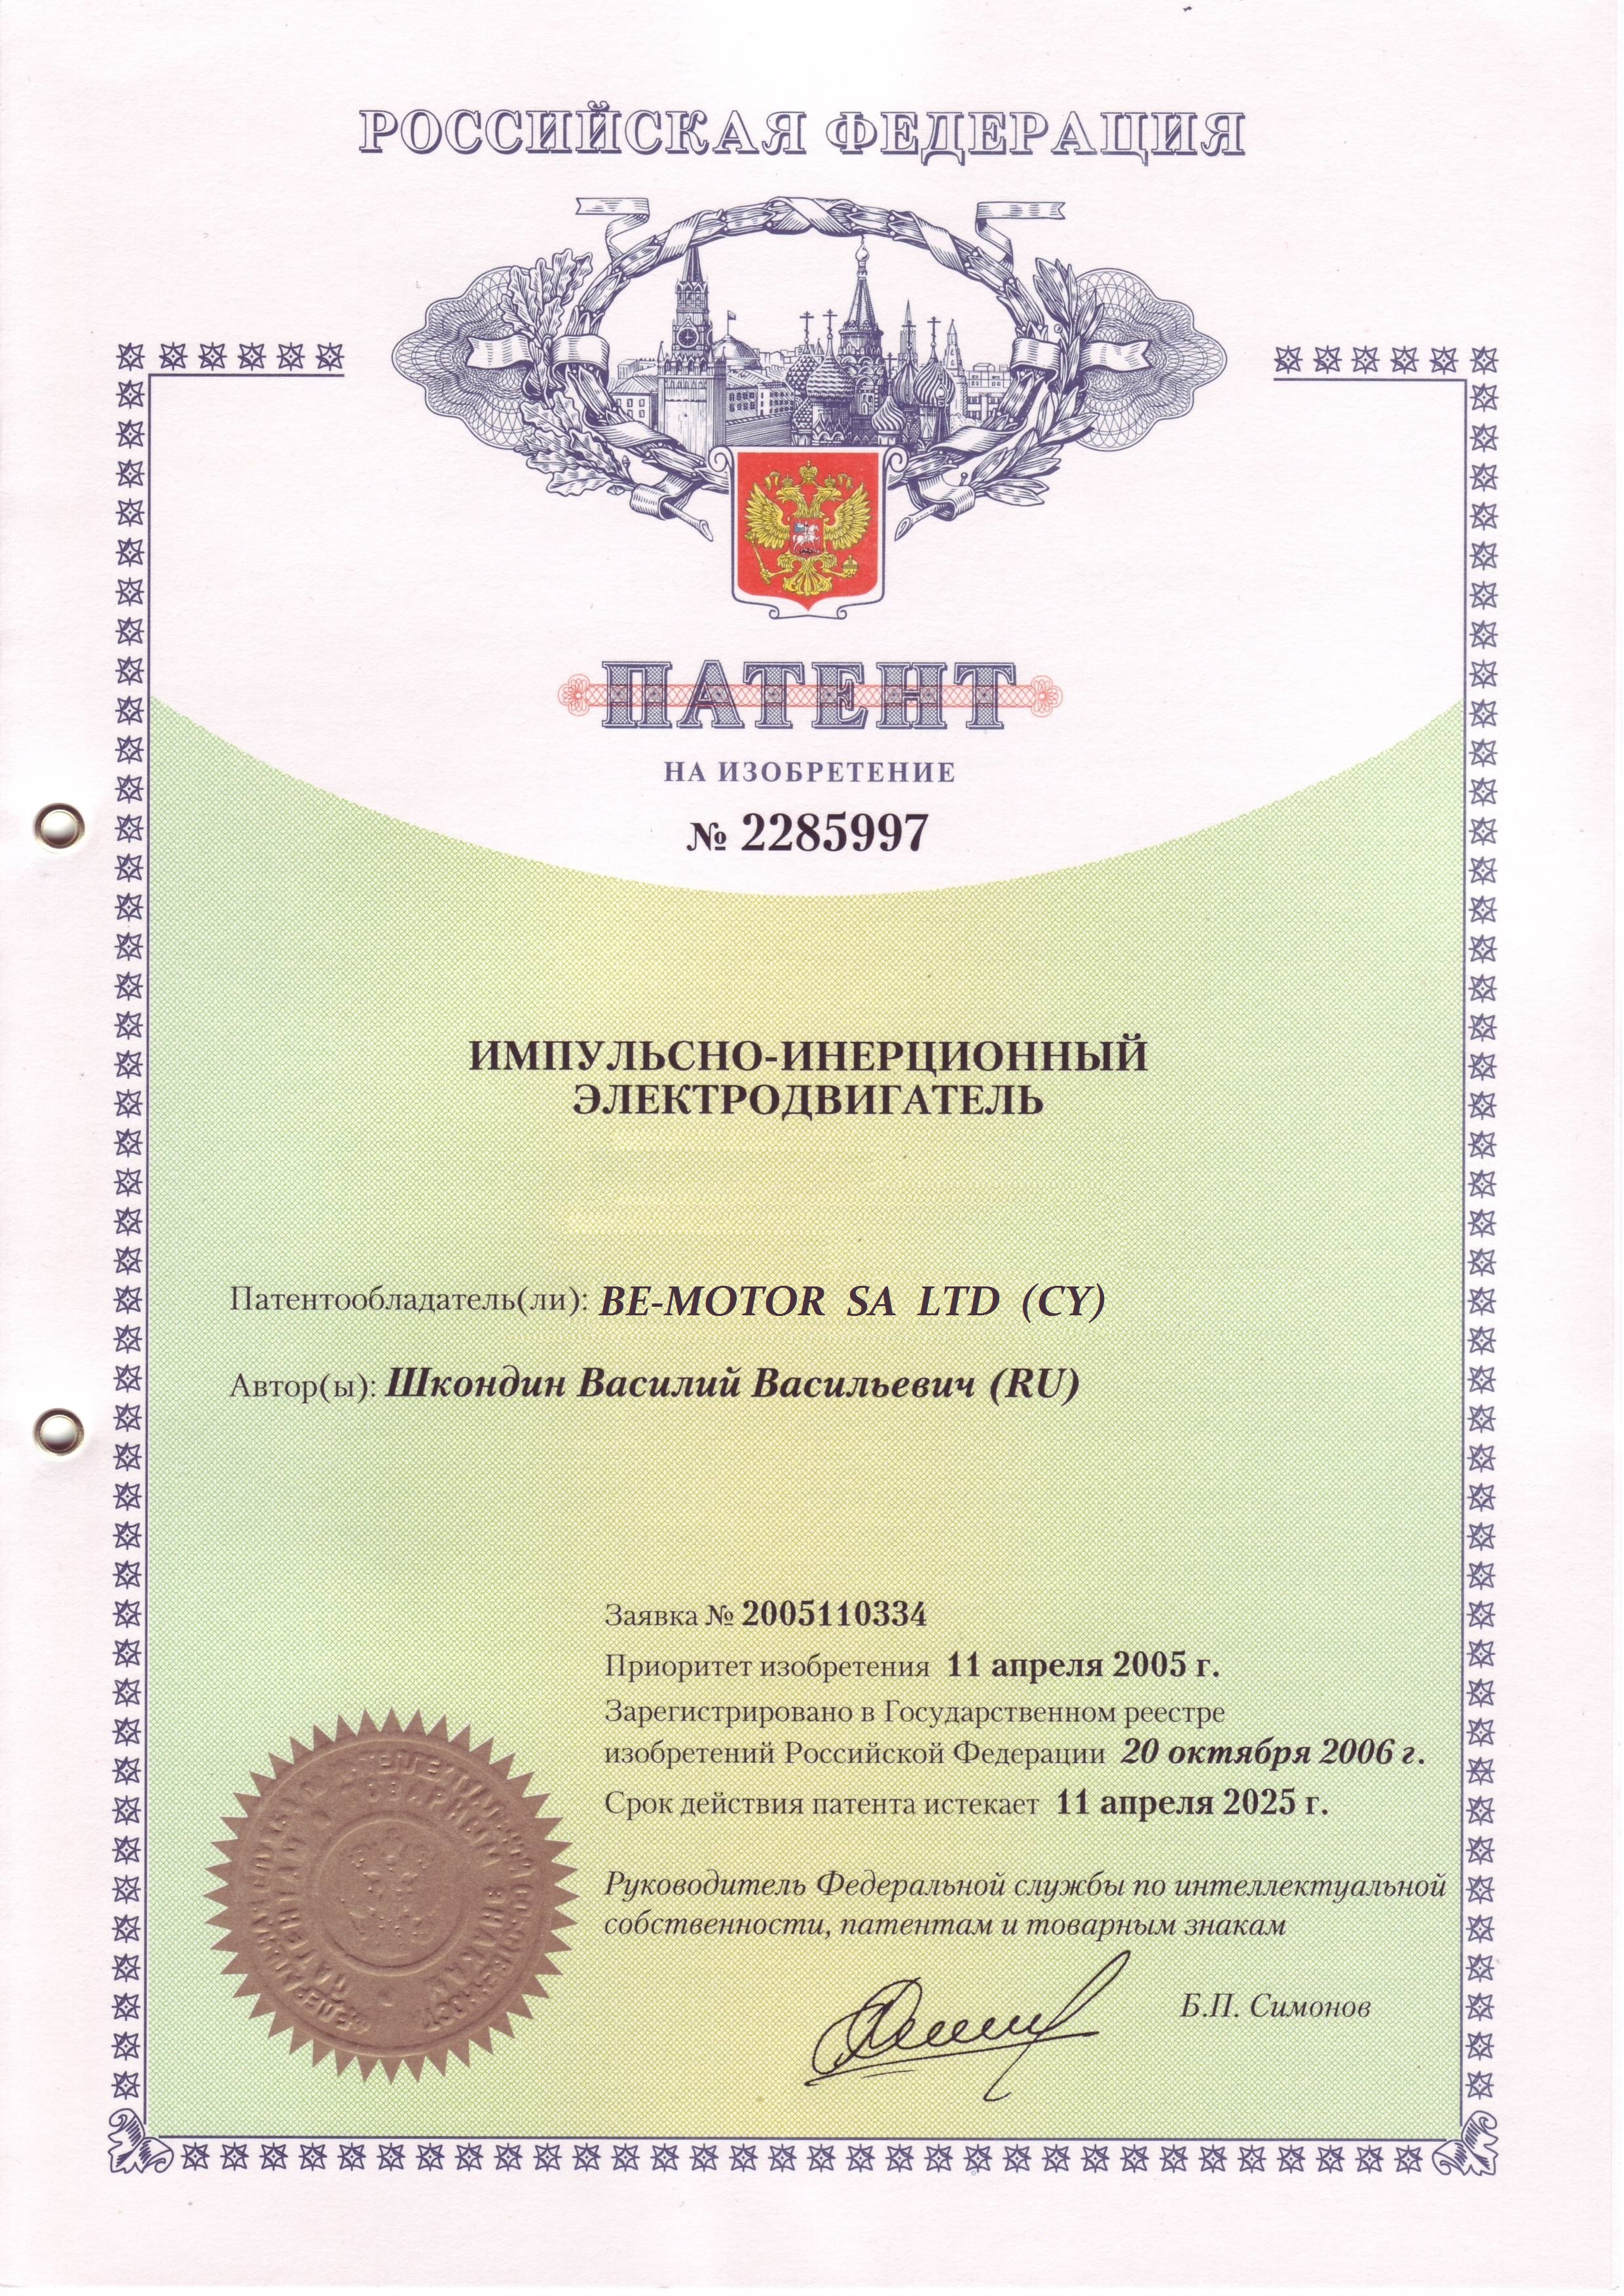 РОССИЙСКАЯ ФЕДЕРАЦИЯ
ПАТЕНТ
НА ИЗОБРЕТЕНИЕ
№ 2285997
ИМПУЛЬСНО-ИНЕРЦИОННЫЙ
ЭЛЕКТРОДВИГАТЕЛЬ
Патентообладатель(ли): BE-MOTOR SA LTD (CY)
Автор(ы): Шкондин Василий Васильевич (RU)
Заявка № 2005110334
Приоритет изобретения 11 апреля 2005 г.
Зарегистрировано в Государственном реестре
изобретений Российской Федерации 20 октября 2006 г.
Срок действия патента истекает 11 апреля 2025 г.
Руководитель Федеральной службы по интеллектуальной
собственности, патентам и товарным знакам
Б.П. Симонов